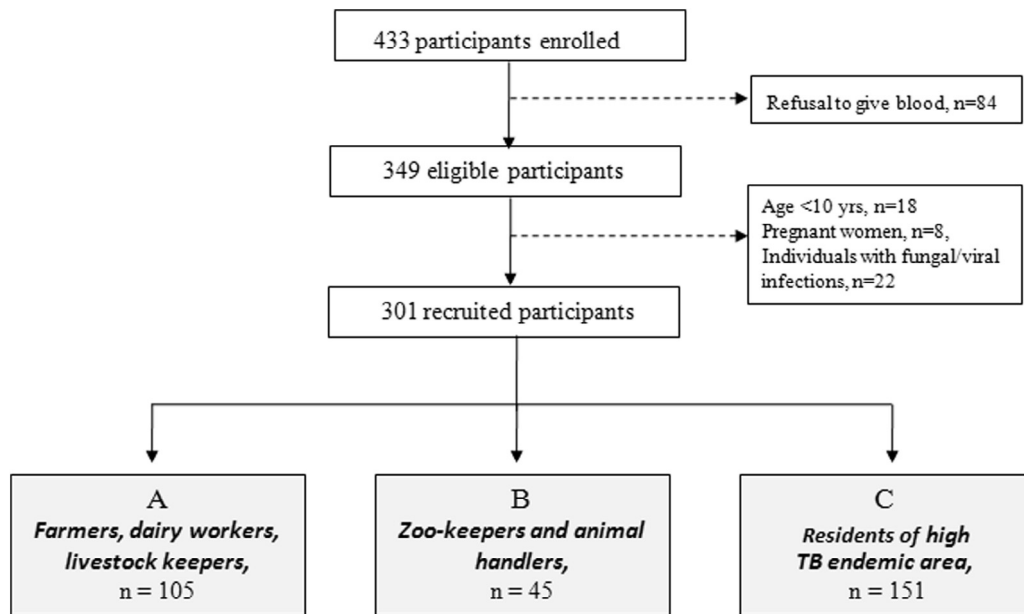 433 participants enrolled
Refusal to give blood, n=84
349 eligible participants
Age <10 yrs, n=18
Pregnant women, n=8,
Individuals with fungal/viral
infections, n=22
301 recruited participants
A
Farmers, dairy workers,
livestock keepers,
n = 105
B
Zoo-keepers and animal
handlers,
n = 45
C
Residents of high
TB endemic area,
n = 151